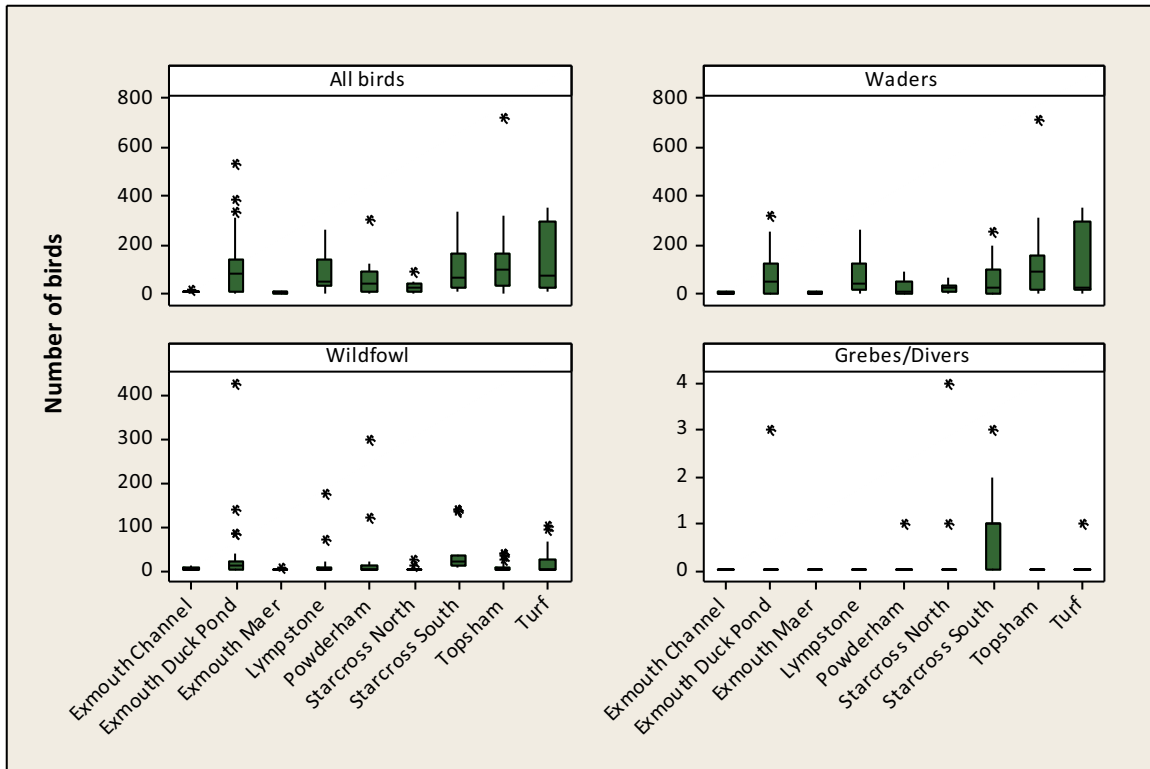 Number of birds
All birds
800
600
400
200
0
Waders
800
600
400
200
0
Wildfowl
400
300
200
100
0
Grebes/Divers
4
3
2
1
0
Exmouth Channel
Exmouth Duck Pond
Exmouth Maer
Lympstone
Powderham
Starcross North
Starcross South
Topsham
Turf
Exmouth Channel
Exmouth Duck Pond
Exmouth Maer
Lympstone
Powderham
Starcross North
Starcross South
Topsham
Turf